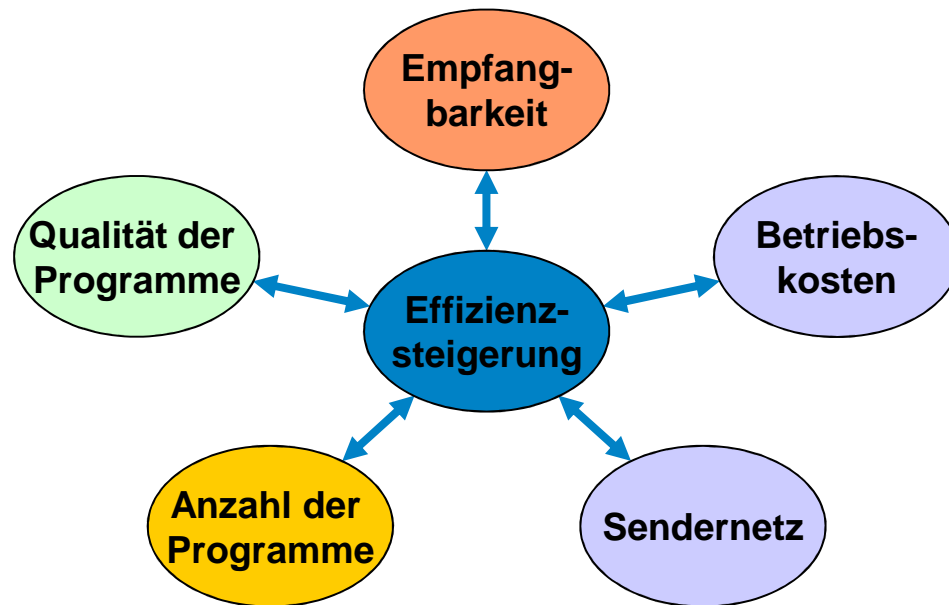 Empfang-
barkeit
Qualität der
Programme
Betriebs-
kosten
Effizienz-
steigerung
Anzahl der
Programme
Sendernetz